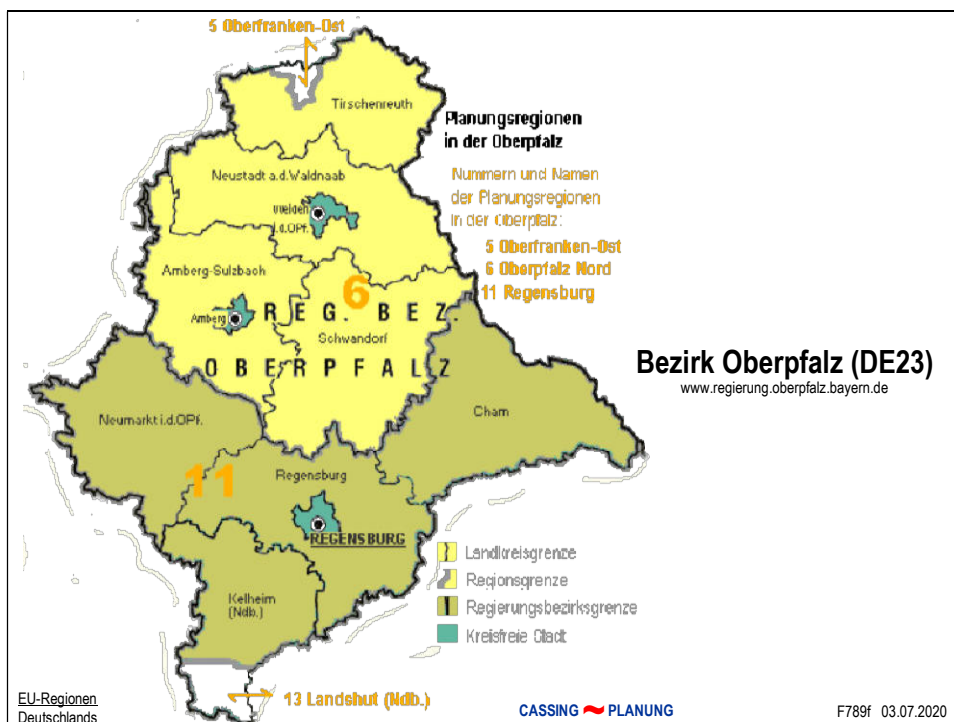 5 Oberfranken-Ost
Tirschenreuth
Planungsregionen
in der Oberpfalz
Neustadt a.d.Waldnaab
Nummern und Namen
der Planungsregionen
in der Oberpfalz:
Weiden
i.d.OPf.
5 Oberfranken-Ost
6 Oberpfalz Nord
11 Regensburg
Amberg-Sulzbach
6
Amberg
REG. BEZ.
Schwandorf
OBERPFALZ
Bezirk Oberpfalz (DE23)
www.regierung.oberpfalz.bayern.de
Neumarkt i.d.OPf.
Cham
11
Regensburg
REGENSBURG
Landkreisgrenze
Regionsgrenze
Kelheim
(Ndb.)
Regierungsbezirksgrenze
Kreisfreie Stadt
13 Landshut (Ndb.)
EU-Regionen
Deutschlands
CASSING PLANUNG
F789f 03.07.2020